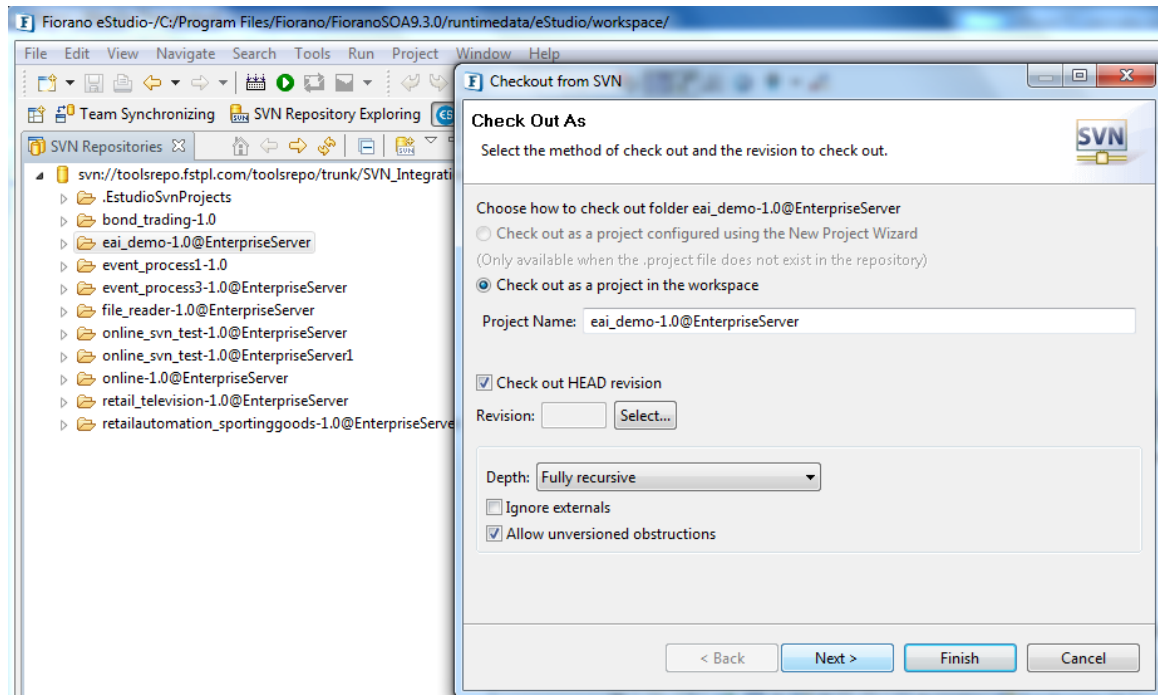 Fiorano eStudio-/C:/Program Files/Fiorano/FioranoSOA9.3.0/runtimedata/eStudio/workspace/
File Edit View Navigate Search Tools Run Project Window Help
Team Synchronizing SVN Repository Exploring ES
SVN Repositories
svn://toolsrepo.fstpl.com/toolsrepo/trunk/SVN_Integrati
.EstudioSvnProjects
bond_trading-1.0
eai_demo-1.0@EnterpriseServer
event_process1-1.0
event_process3-1.0@EnterpriseServer
file_reader-1.0@EnterpriseServer
online_svn_test-1.0@EnterpriseServer
online_svn_test-1.0@EnterpriseServer1
online-1.0@EnterpriseServer
retail_television-1.0@EnterpriseServer
retailautomation_sportinggoods-1.0@EnterpriseServe
Checkout from SVN
Check Out As
Select the method of check out and the revision to check out.
SVN
Choose how to check out folder eai_demo-1.0@EnterpriseServer
Check out as a project configured using the New Project Wizard
(Only available when the .project file does not exist in the repository)
Check out as a project in the workspace
Project Name: eai_demo-1.0@EnterpriseServer
Check out HEAD revision
Revision: Select...
Depth: Fully recursive
Ignore externals
Allow unversioned obstructions
< Back Next > Finish Cancel